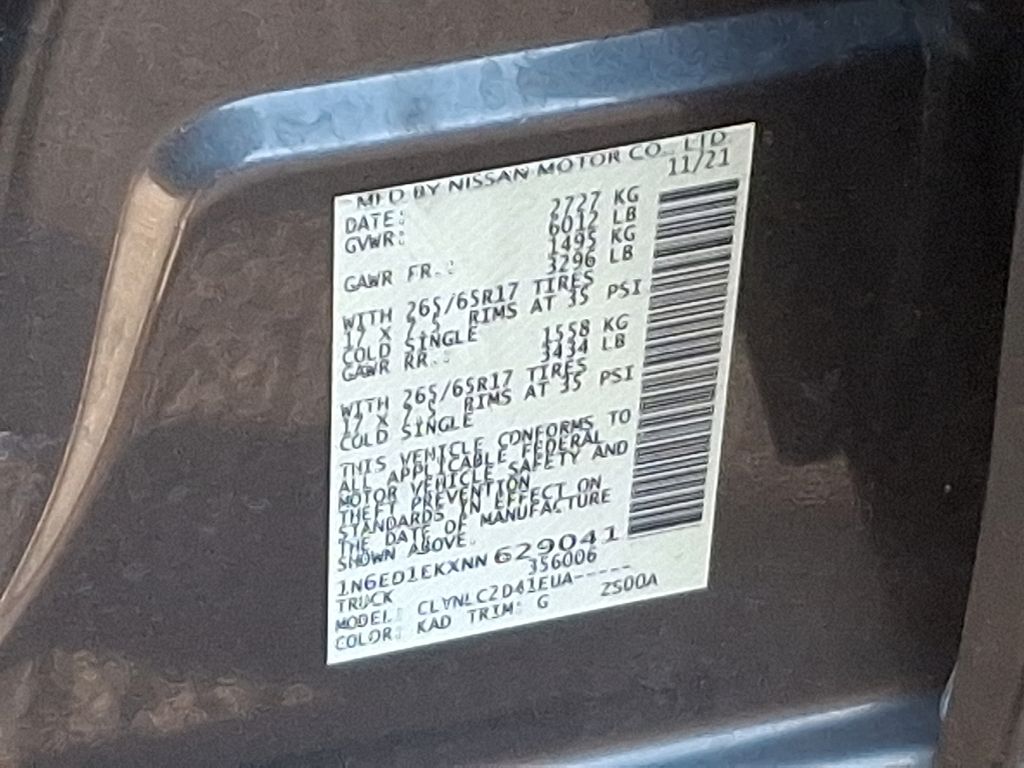 MFD BY NISSAN MOTOR CO., LTD.
DATE: 11/21
GVWR: 2727 KG
6012 LB
GAWR FR.: 1495 KG
3296 LB
WITH 265/65R17 TIRES
17 X 7.5 RIMS AT 35 PSI
COLD SINGLE
GAWR RR.: 1558 KG
3434 LB
WITH 265/65R17 TIRES
17 X 7.5 RIMS AT 35 PSI
COLD SINGLE
THIS VEHICLE CONFORMS TO
ALL APPLICABLE FEDERAL
MOTOR VEHICLE SAFETY AND
THEFT PREVENTION
STANDARDS IN EFFECT ON
THE DATE OF MANUFACTURE
SHOWN ABOVE.
1N6ED1EKXNN629041
TRUCK 356006
MODEL: 
COLOR: KAD TRIM: G ZS00A